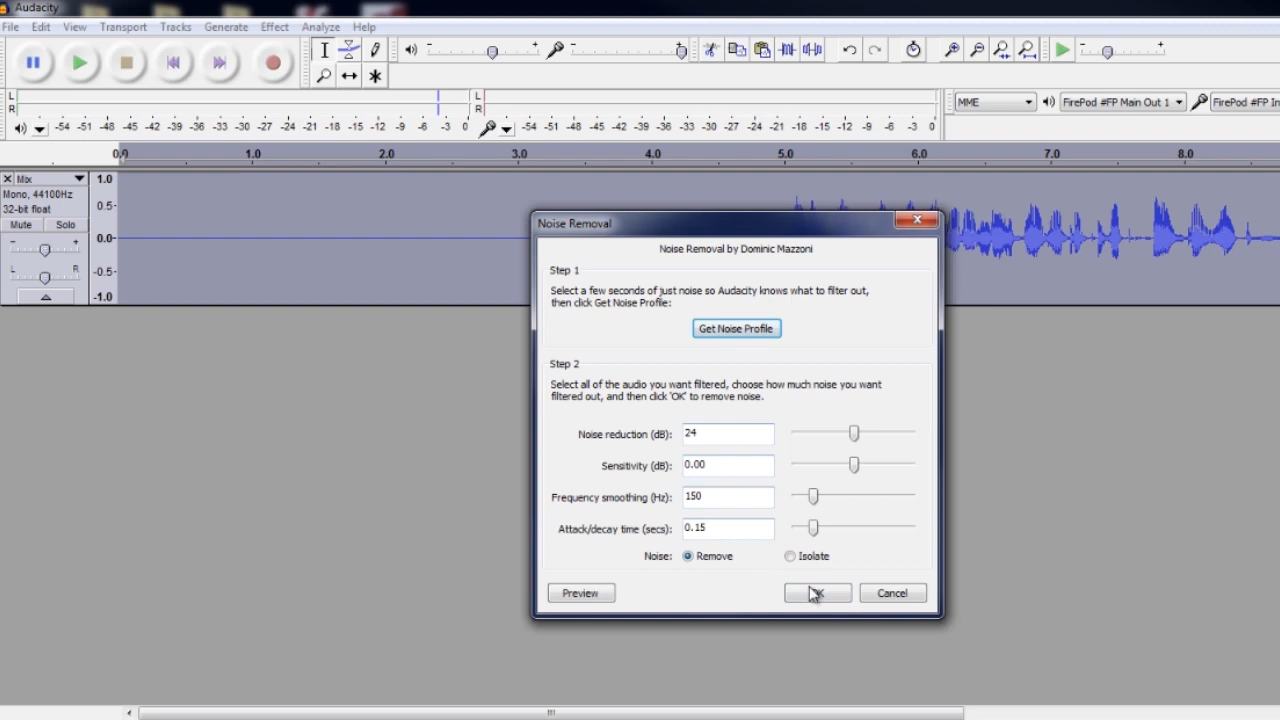 Audacity
File Edit View Transport Tracks Generate Effect Analyze Help
L
R
L
R
MME
FirePod #FP Main Out 1
FirePod #FP In
-54 -51 -48 -45 -42 -39 -36 -33 -30 -27 -24 -21 -18 -15 -12 -9 -6 -3 0
-54 -51 -48 -45 -42 -39 -36 -33 -30 -27 -24 -21 -18 -15 -12 -9 -6 -3 0
1.0 2.0 3.0 4.0 5.0 6.0 7.0 8.0
Mix
1.0
Mono, 44100Hz
32-bit float
0.5
Mute Solo
0.0
- +
L R
-0.5
-1.0
Noise Removal
Noise Removal by Dominic Mazzoni
Step 1
Select a few seconds of just noise so Audacity knows what to filter out,
then click Get Noise Profile:
Get Noise Profile
Step 2
Select all of the audio you want filtered, choose how much noise you want
filtered out, and then click 'OK' to remove noise.
Noise reduction (dB): 24
Sensitivity (dB): 0.00
Frequency smoothing (Hz): 150
Attack/decay time (secs): 0.15
Noise: Remove Isolate
Preview
Cancel